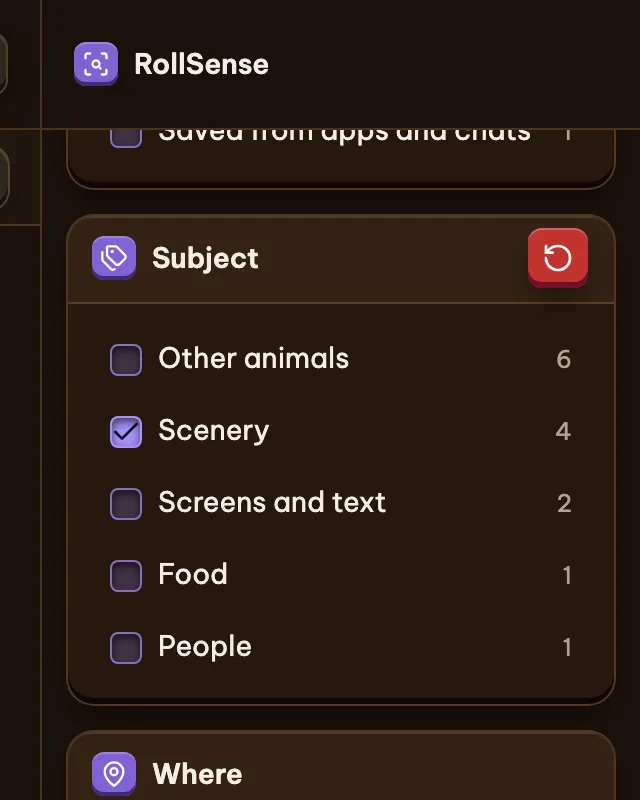 RollSense
Saved from apps and chats 1
Subject
Other animals 6
Scenery 4
Screens and text 2
Food 1
People 1
Where